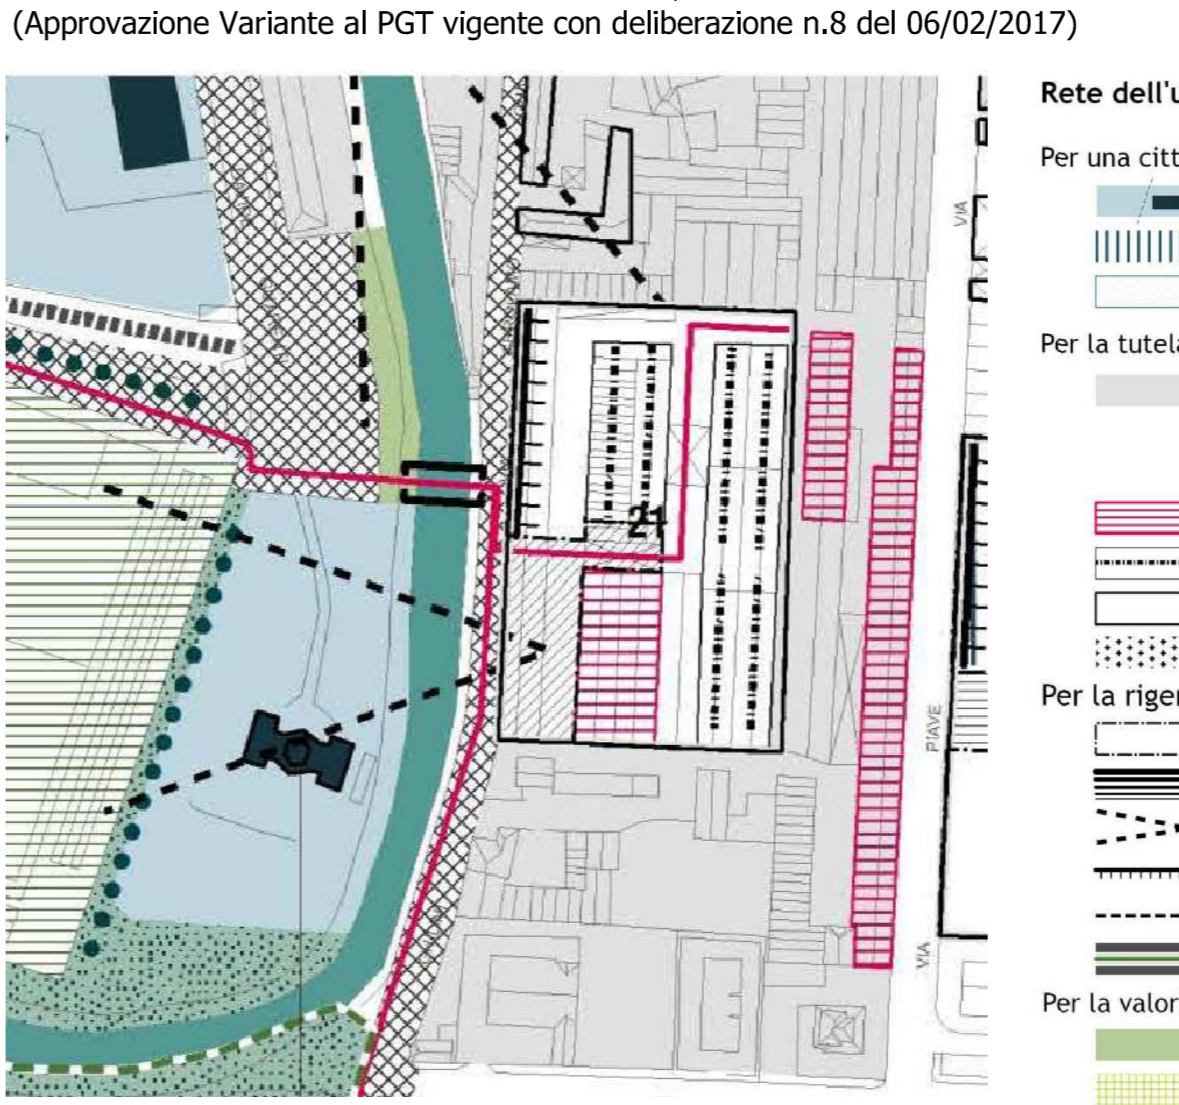 (Approvazione Variante al PGT vigente con deliberazione n.8 del 06/02/2017)
Rete dell'u
Per una citt
Per la tutela
Per la riger
Per la valor
VIA
21
PIAVE
VIA